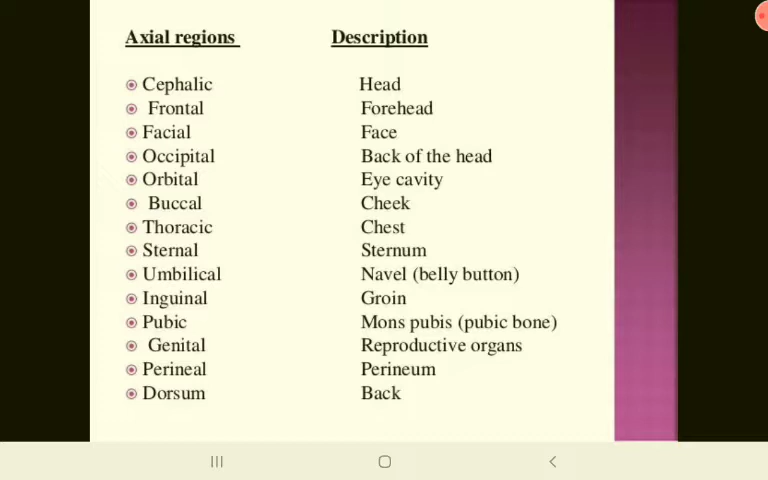 Axial regions Description
Cephalic Head
Frontal Forehead
Facial Face
Occipital Back of the head
Orbital Eye cavity
Buccal Cheek
Thoracic Chest
Sternal Sternum
Umbilical Navel (belly button)
Inguinal Groin
Pubic Mons pubis (pubic bone)
Genital Reproductive organs
Perineal Perineum
Dorsum Back